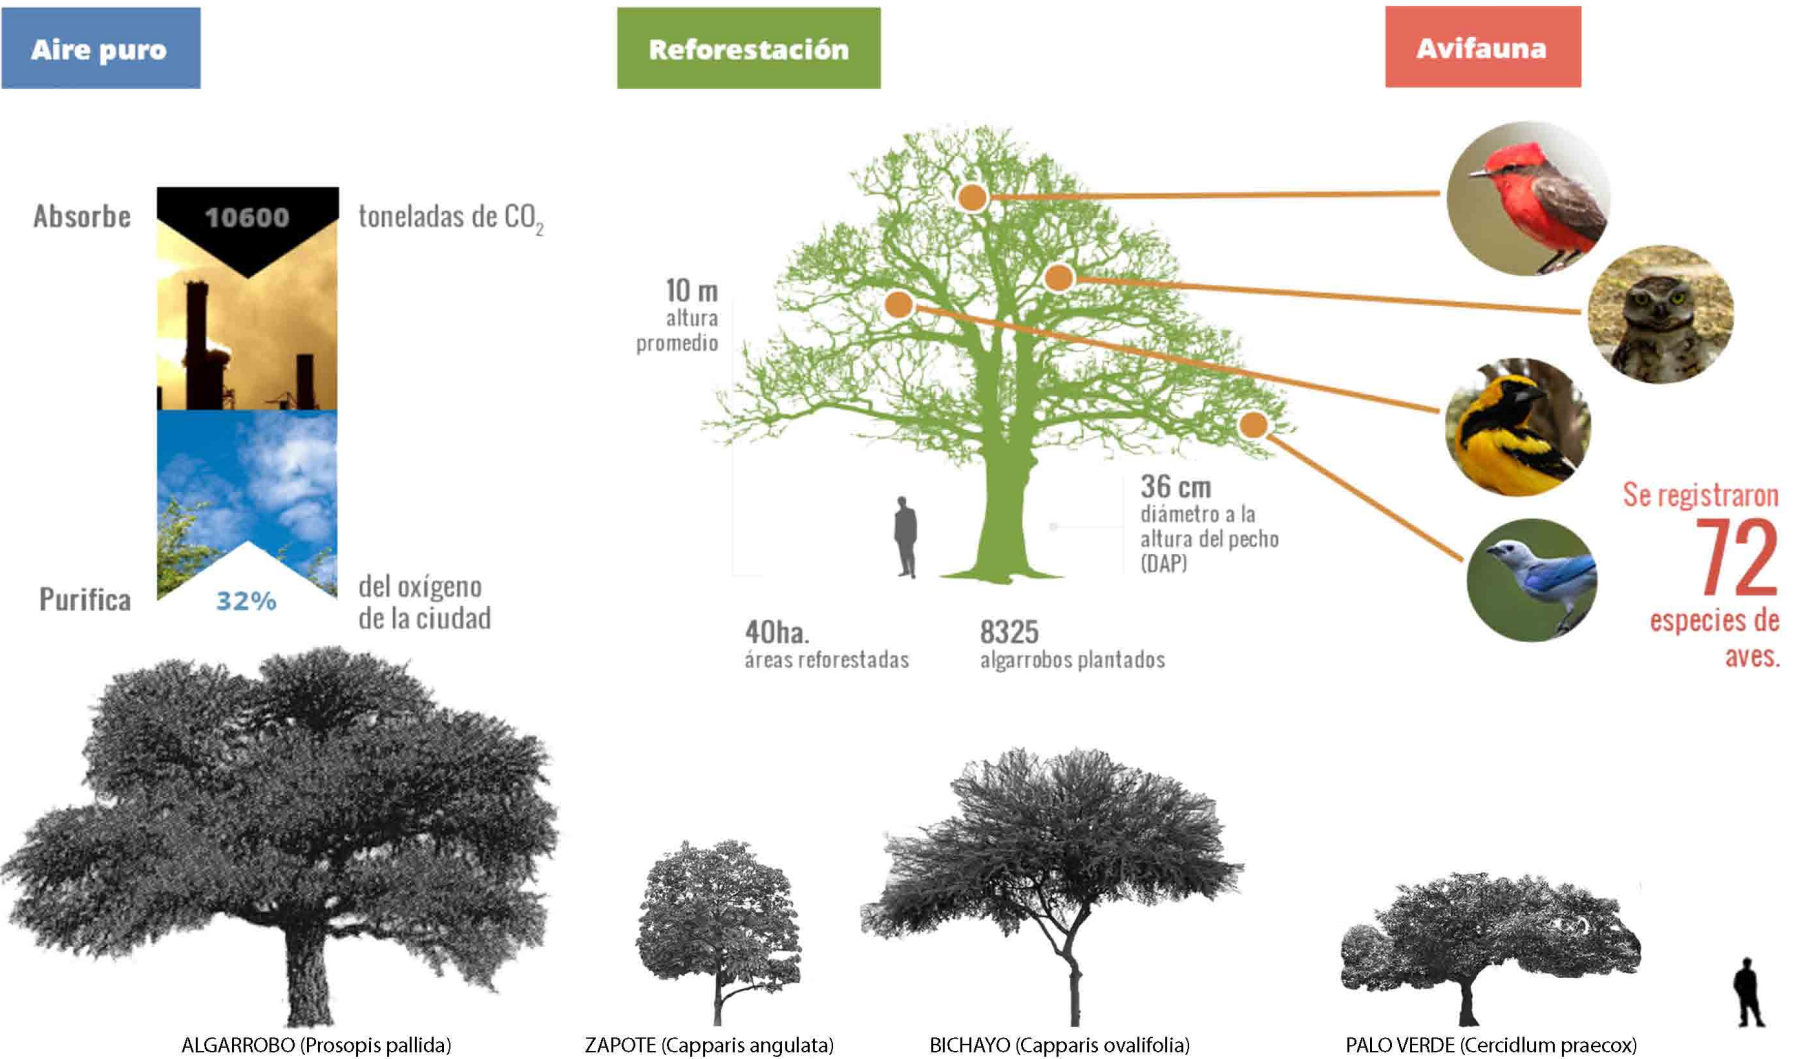 Aire puro
Absorbe
10600
toneladas de CO₂
Purifica
32%
del oxígeno
de la ciudad
Reforestación
10 m
altura
promedio
36 cm
diámetro a la
altura del pecho
(DAP)
40ha.
áreas reforestadas
8325
algarrobos plantados
Avifauna
Se registraron
72
especies de
aves.
ALGARROBO (Prosopis pallida)
ZAPOTE (Capparis angulata)
BICHAYO (Capparis ovalifolia)
PALO VERDE (Cercidlum praecox)